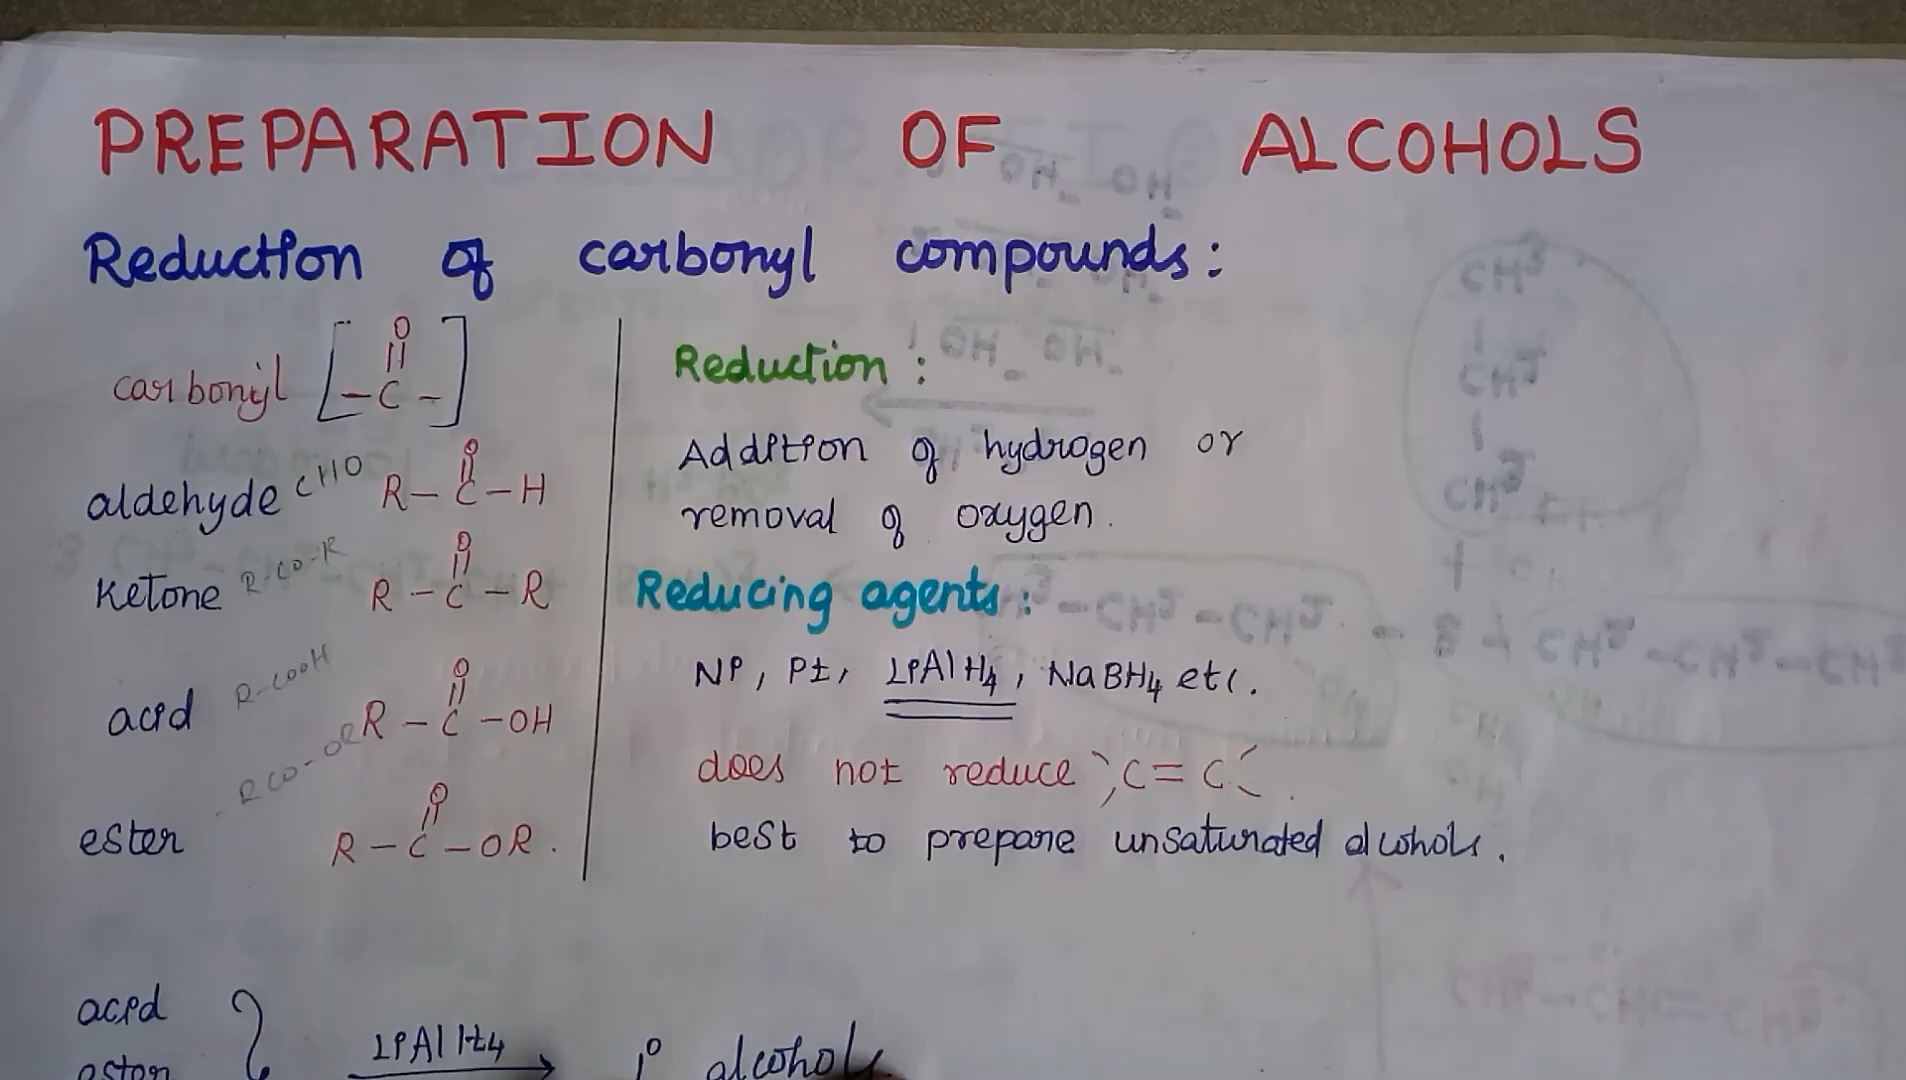 PREPARATION OF ALCOHOLS
Reduction of carbonyl compounds:
carbonyl [-C-]
O
aldehyde CHO R-C-H
O
Ketone R-CO-R R-C-R
O
acid R-COOH R-C-OH
O
ester RCO-OR R-C-OR.
O
Reduction:
Addition of hydrogen or
removal of oxygen.
Reducing agents:
Ni, Pt, LiAlH4, NaBH4 etc.
does not reduce >C=C<.
best to prepare unsaturated alcohols.
acid
ester
LiAlH4
1° alcohols